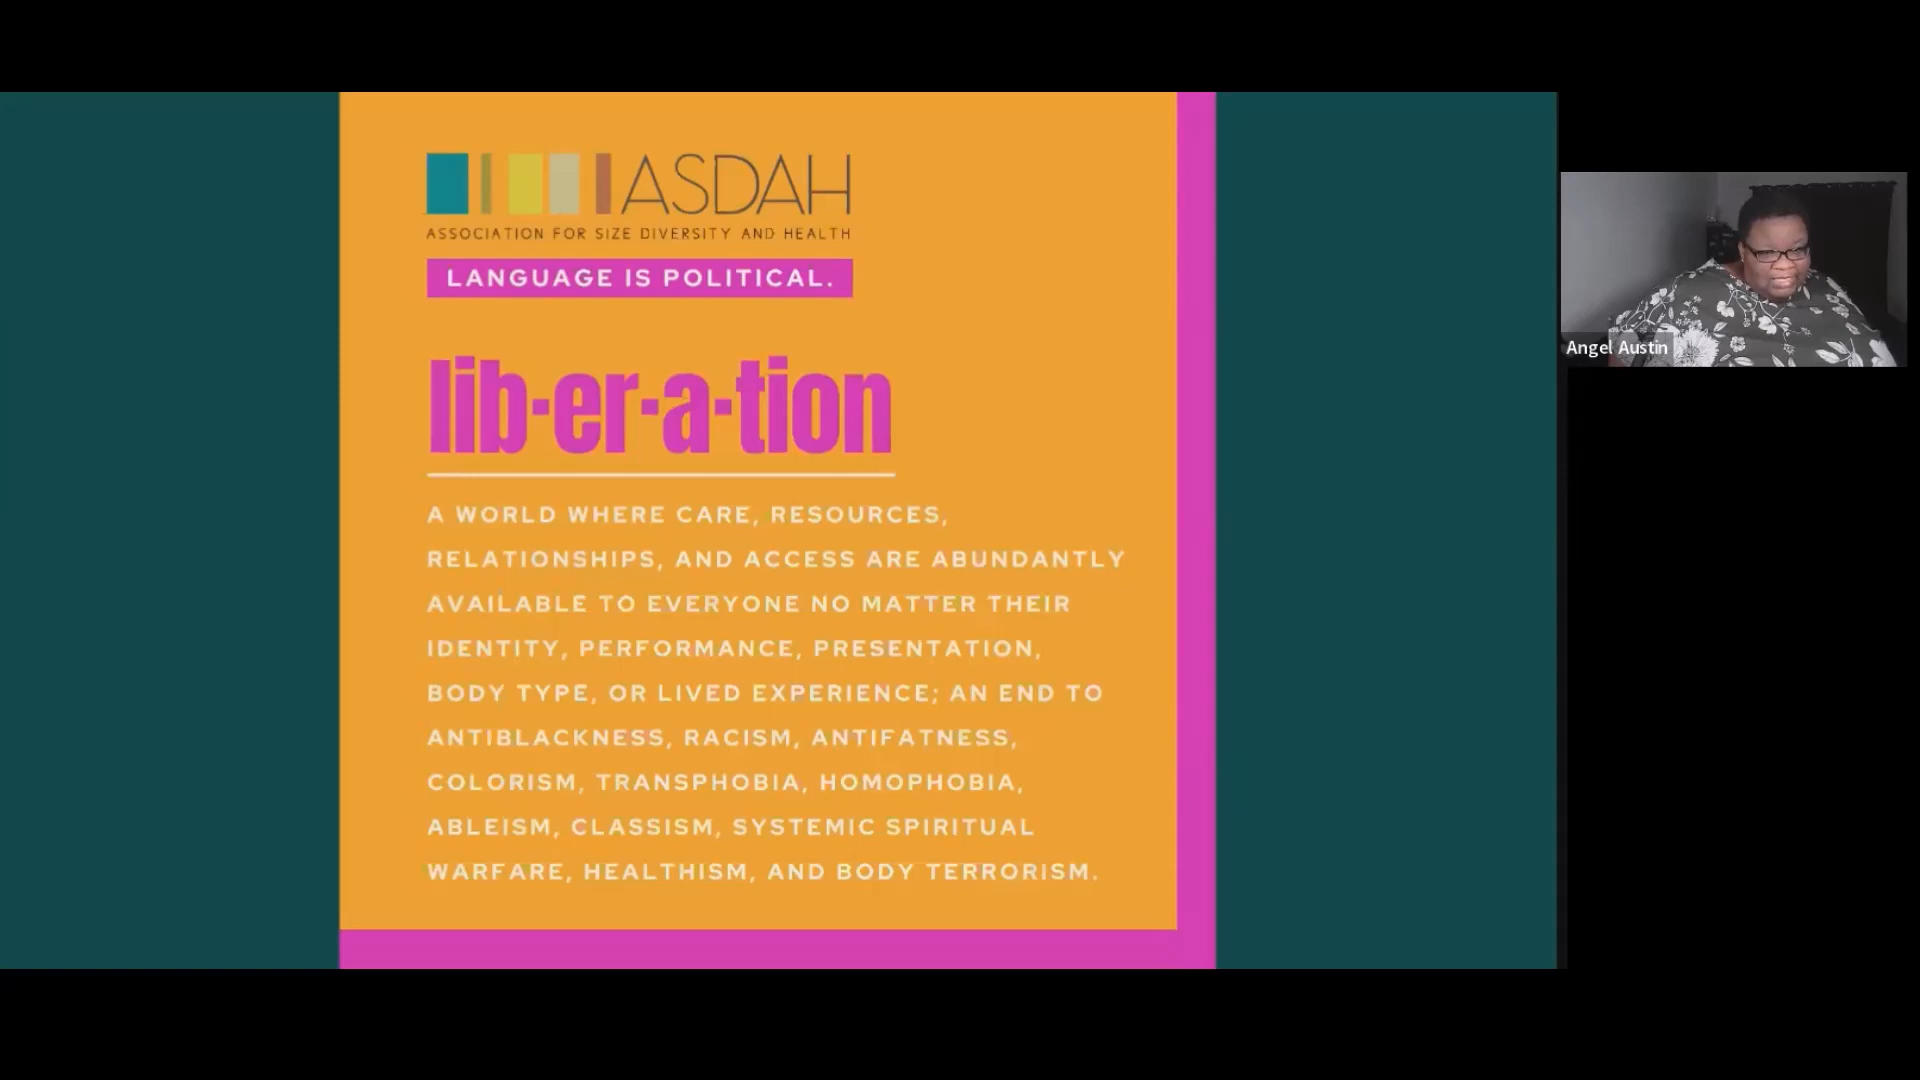 ASDAH
ASSOCIATION FOR SIZE DIVERSITY AND HEALTH
LANGUAGE IS POLITICAL.
lib·er·a·tion
A WORLD WHERE CARE, RESOURCES,
RELATIONSHIPS, AND ACCESS ARE ABUNDANTLY
AVAILABLE TO EVERYONE NO MATTER THEIR
IDENTITY, PERFORMANCE, PRESENTATION,
BODY TYPE, OR LIVED EXPERIENCE; AN END TO
ANTIBLACKNESS, RACISM, ANTIFATNESS,
COLORISM, TRANSPHOBIA, HOMOPHOBIA,
ABLEISM, CLASSISM, SYSTEMIC SPIRITUAL
WARFARE, HEALTHISM, AND BODY TERRORISM.
Angel Austin